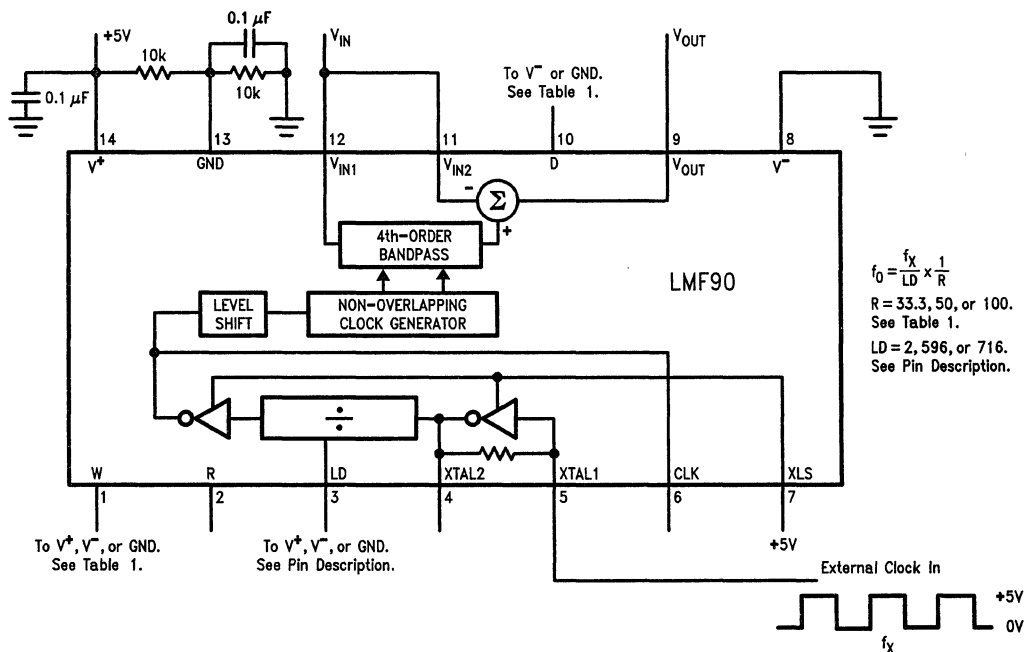 +5V
0.1 μF
10k
10k
0.1 μF
V_IN
To V⁻ or GND.
See Table 1.
V_OUT
14
13
12
11
10
9
8
V⁺
GND
V_IN1
V_IN2
D
V_OUT
V⁻
-
Σ
+
4th-ORDER
BANDPASS
LMF90
LEVEL
SHIFT
NON-OVERLAPPING
CLOCK GENERATOR
f₀ = f_X/LD × 1/R
R = 33.3, 50, or 100.
See Table 1.
LD = 2, 596, or 716.
See Pin Description.
÷
W
R
LD
XTAL2
XTAL1
CLK
XLS
1
2
3
4
5
6
7
To V⁺, V⁻, or GND.
See Table 1.
To V⁺, V⁻, or GND.
See Pin Description.
+5V
External Clock In
+5V
0V
f_X